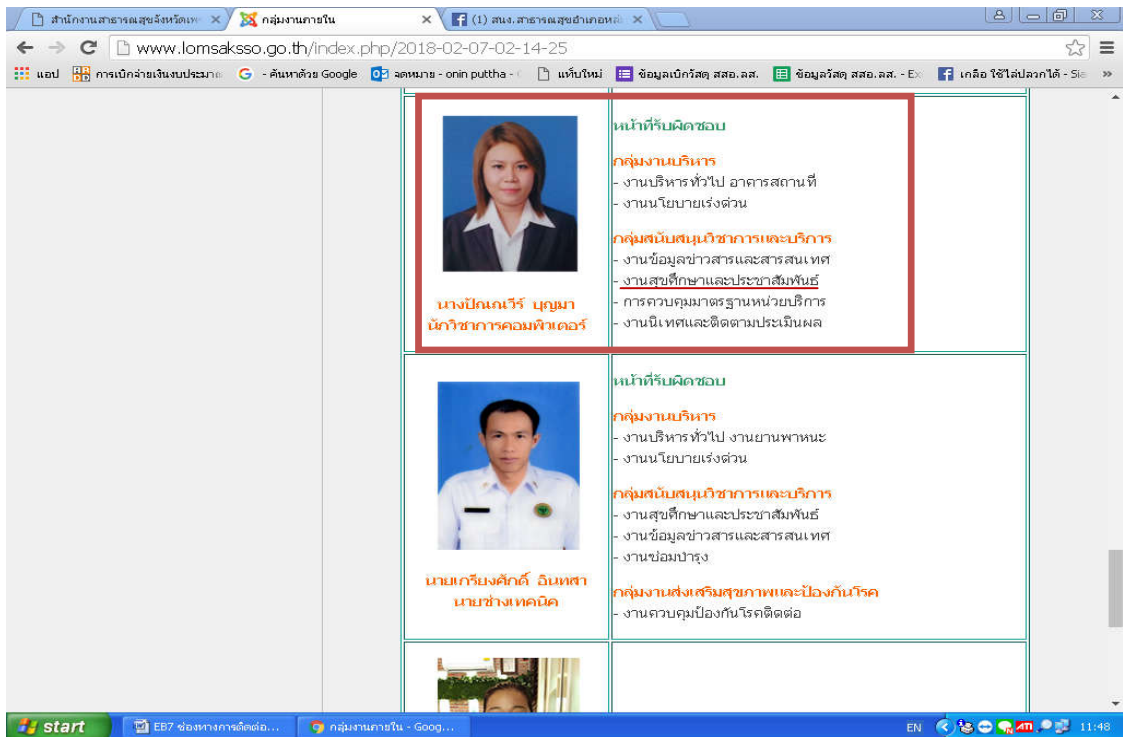 สำนักงานสาธารณสุขจังหวัดเพ
กลุ่มงานภายใน
(1) สนง.สาธารณสุขอำเภอหล่
www.lomsaksso.go.th/index.php/2018-02-07-02-14-25
แอป
การเบิกจ่ายเงินงบประมาณ
- ค้นหาด้วย Google
จดหมาย - onin puttha -
แท็บใหม่
ข้อมูลเบิกวัสดุ สสอ.ลส.
ข้อมูลวัสดุ สสอ.ลส. - Ex
เกลือ ใช้ไล่ปลวกได้ - Sia
»
หน้าที่รับผิดชอบ
กลุ่มงานบริหาร
- งานบริหารทั่วไป อาคารสถานที่
- งานนโยบายเร่งด่วน
กลุ่มสนับสนุนวิชาการและบริการ
- งานข้อมูลข่าวสารและสารสนเทศ
- งานสุขศึกษาและประชาสัมพันธ์
- การควบคุมมาตรฐานหน่วยบริการ
- งานนิเทศและติดตามประเมินผล
นางปัณณวีร์ บุญมา
นักวิชาการคอมพิวเตอร์
หน้าที่รับผิดชอบ
กลุ่มงานบริหาร
- งานบริหารทั่วไป งานยานพาหนะ
- งานนโยบายเร่งด่วน
กลุ่มสนับสนุนวิชาการและบริการ
- งานสุขศึกษาและประชาสัมพันธ์
- งานข้อมูลข่าวสารและสารสนเทศ
- งานซ่อมบำรุง
กลุ่มงานส่งเสริมสุขภาพและป้องกันโรค
- งานควบคุมป้องกันโรคติดต่อ
นายเกรียงศักดิ์ อินทสา
นายช่างเทคนิค
start
EB7 ช่องทางการติดต่อ...
กลุ่มงานภายใน - Goog...
EN
ATI
11:48